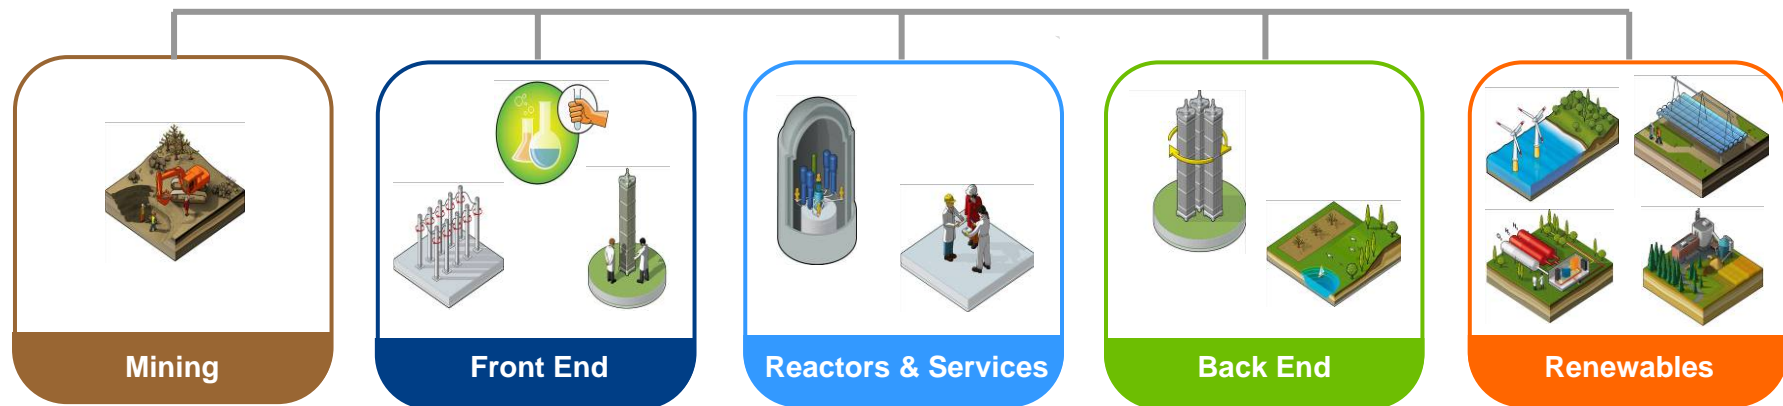 Mining
Front End
Reactors & Services
Back End
Renewables